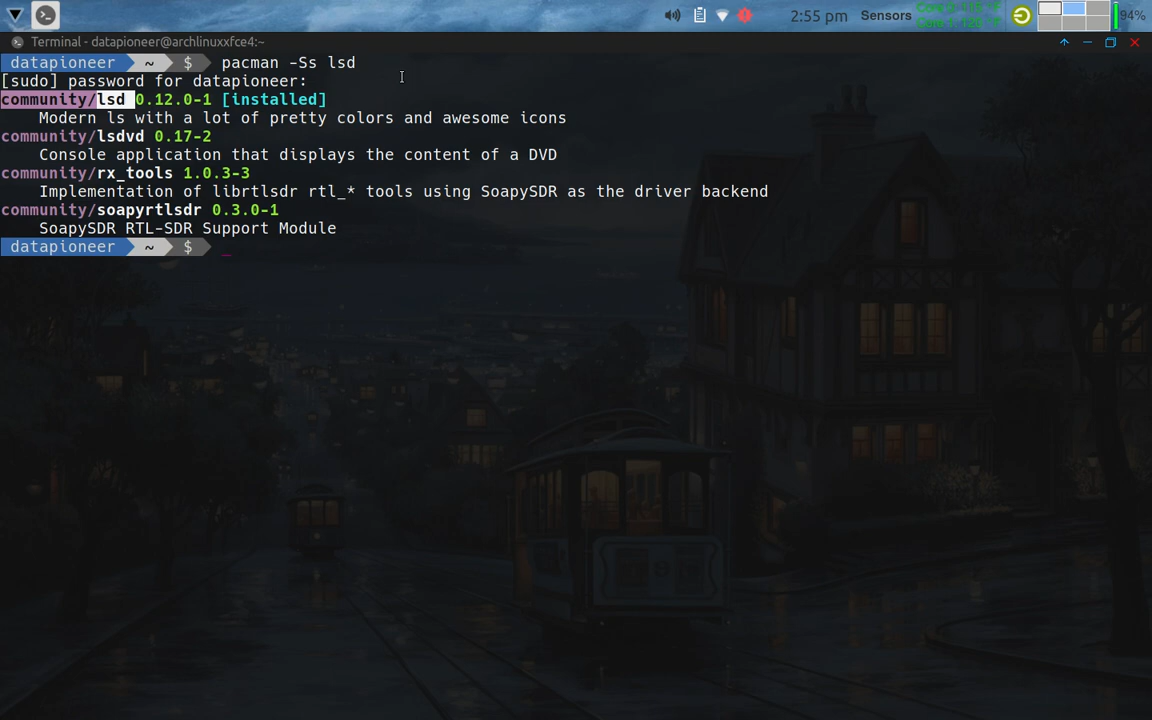 2:55 pm Sensors 94%
Terminal - datapioneer@archlinuxxfce4:~
datapioneer ~ $ pacman -Ss lsd
[sudo] password for datapioneer:
community/lsd 0.12.0-1 [installed]
Modern ls with a lot of pretty colors and awesome icons
community/lsdvd 0.17-2
Console application that displays the content of a DVD
community/rx_tools 1.0.3-3
Implementation of librtlsdr rtl_* tools using SoapySDR as the driver backend
community/soapyrtlsdr 0.3.0-1
SoapySDR RTL-SDR Support Module
datapioneer ~ $